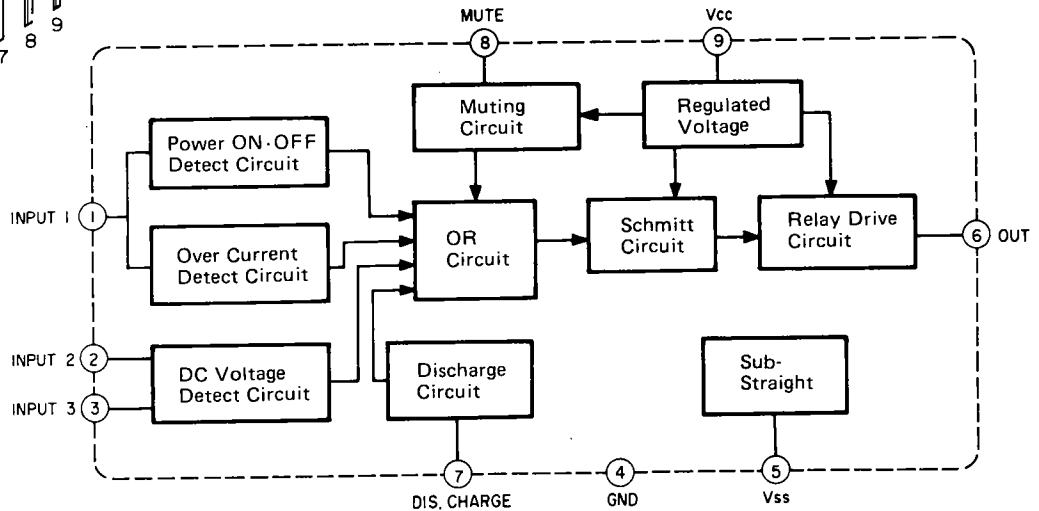 7 8 9
MUTE
Vcc
8
9
Muting
Circuit
Regulated
Voltage
Power ON·OFF
Detect Circuit
INPUT 1 1
Over Current
Detect Circuit
OR
Circuit
Schmitt
Circuit
Relay Drive
Circuit
6 OUT
INPUT 2 2
INPUT 3 3
DC Voltage
Detect Circuit
Discharge
Circuit
Sub-
Straight
7
4
5
DIS. CHARGE
GND
Vss